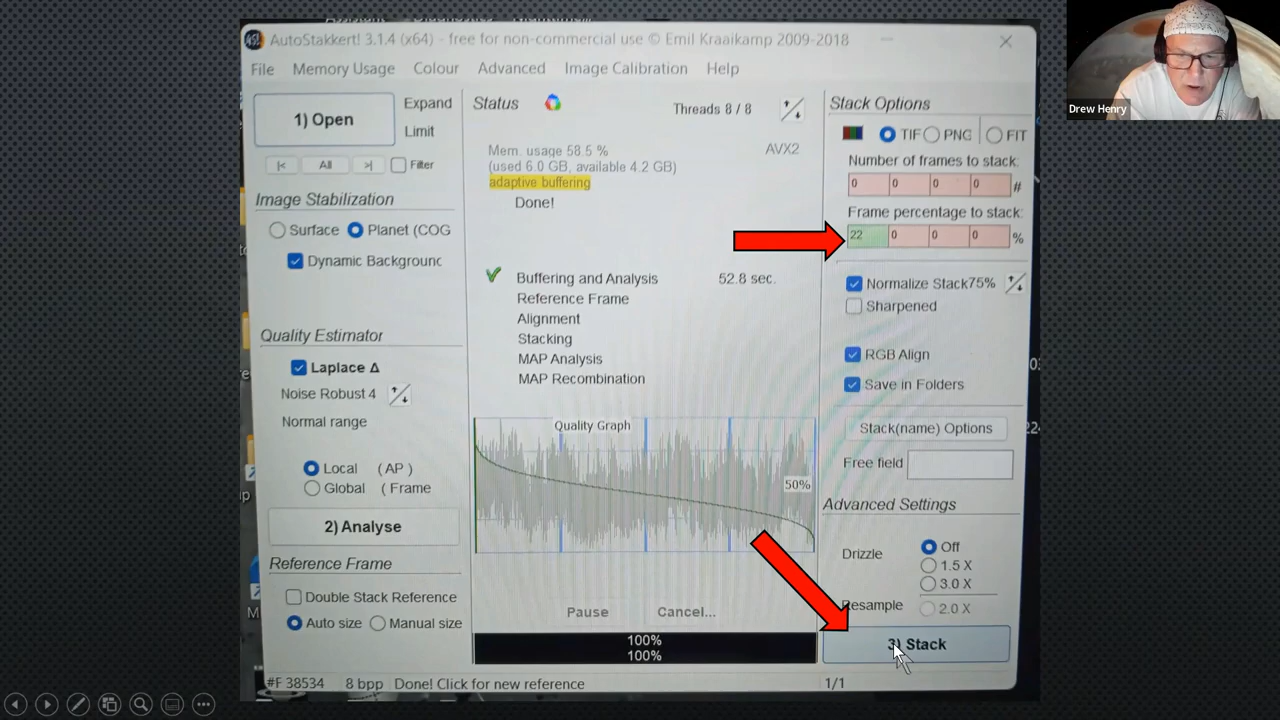 AutoStakkert! 3.1.4 (x64) - free for non-commercial use © Emil Kraaikamp 2009-2018
File Memory Usage Colour Advanced Image Calibration Help
1) Open
Expand
Limit
|< All >| Filter
Image Stabilization
Surface Planet (COG
Dynamic Background
Quality Estimator
Laplace Δ
Noise Robust 4
Normal range
Local ( AP )
Global ( Frame
2) Analyse
Reference Frame
Double Stack Reference
Auto size Manual size
#F 38534 8 bpp Done! Click for new reference 1/1
Status Threads 8 / 8
Mem. usage 58.5 % AVX2
(used 6.0 GB, available 4.2 GB)
adaptive buffering
Done!
Buffering and Analysis 52.8 sec.
Reference Frame
Alignment
Stacking
MAP Analysis
MAP Recombination
Quality Graph
50%
Pause Cancel...
100%
100%
Stack Options
TIF PNG FIT
Number of frames to stack:
0 0 0 0 #
Frame percentage to stack:
22 0 0 0 %
Normalize Stack 75%
Sharpened
RGB Align
Save in Folders
Stack(name) Options
Free field
Advanced Settings
Drizzle Off
1.5 X
3.0 X
Resample 2.0 X
3) Stack
Drew Henry